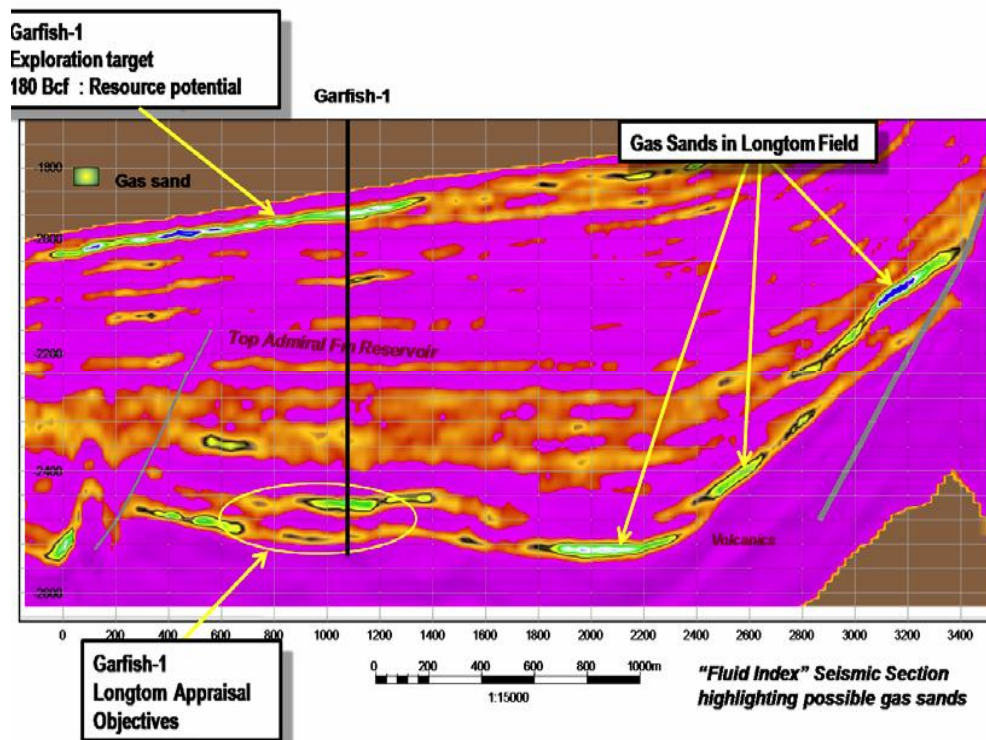 Garfish-1
Exploration target
180 Bcf : Resource potential
Garfish-1
Gas Sands in Longtom Field
Gas sand
-1800
-2000
-2200
-2400
-2600
Top Admiral Fm Reservoir
Volcanics
0 200 400 600 800 1000 1200 1400 1600 1800 2000 2200 2400 2600 2800 3000 3200 3400
Garfish-1
Longtom Appraisal
Objectives
0 200 400 600 800 1000m
1:15000
"Fluid Index" Seismic Section
highlighting possible gas sands